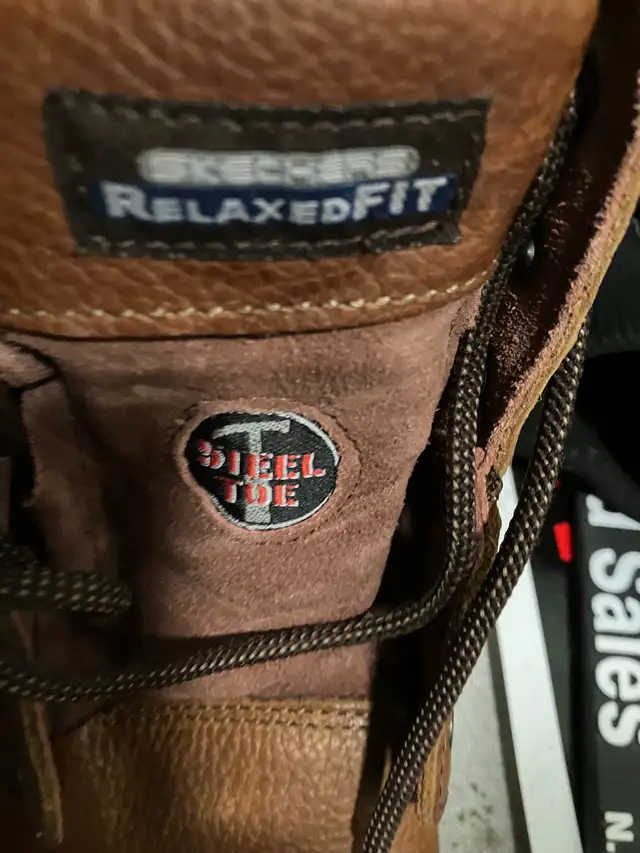 SKECHERS
RELAXEDFIT
STEEL
TOE
Sales
N.